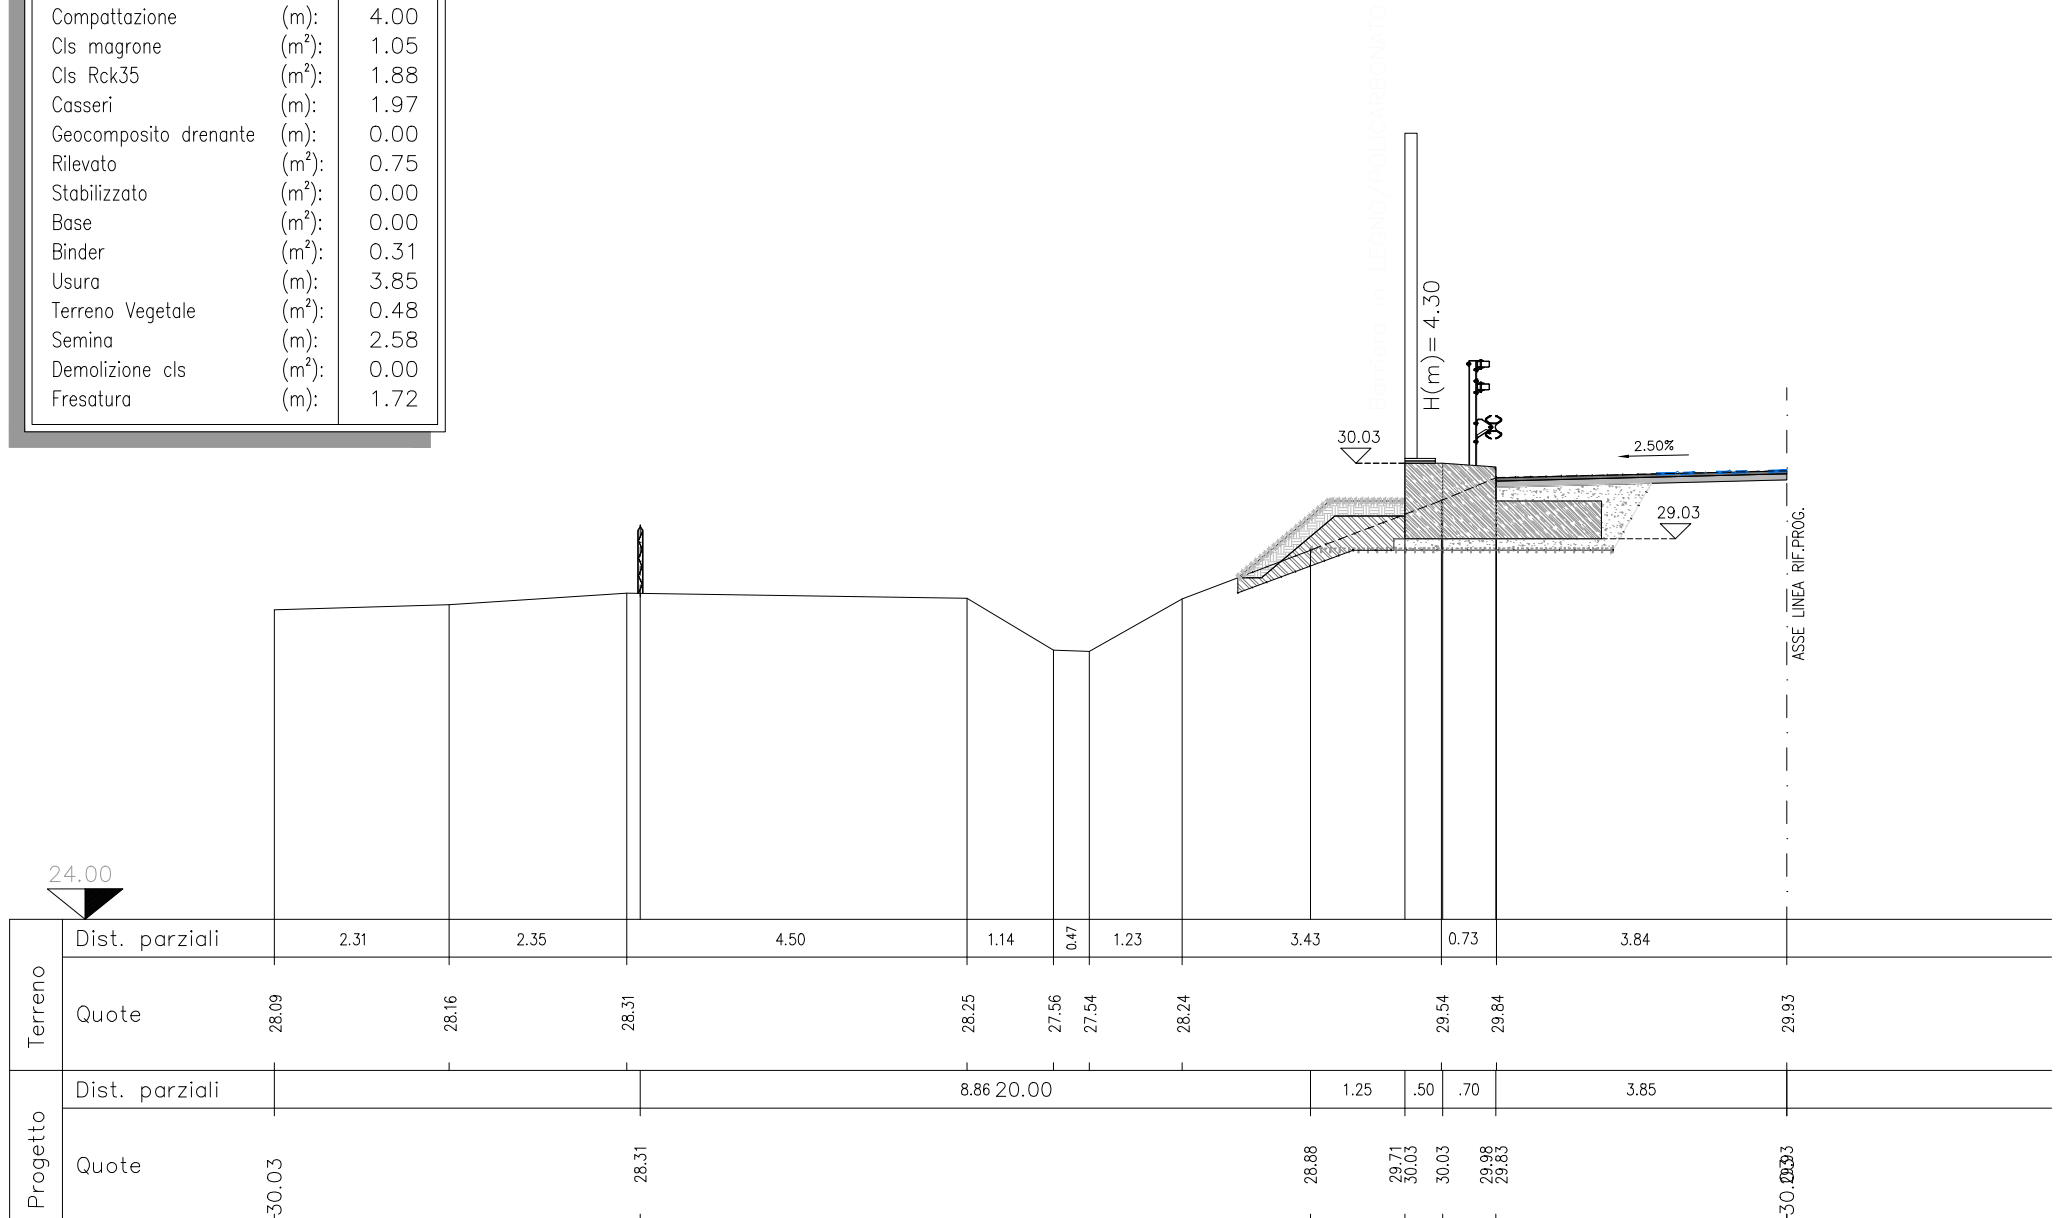 Compattazione (m): 4.00
Cls magrone (m²): 1.05
Cls Rck35 (m²): 1.88
Casseri (m): 1.97
Geocomposito drenante (m): 0.00
Rilevato (m²): 0.75
Stabilizzato (m²): 0.00
Base (m²): 0.00
Binder (m²): 0.31
Usura (m): 3.85
Terreno Vegetale (m²): 0.48
Semina (m): 2.58
Demolizione cls (m²): 0.00
Fresatura (m): 1.72
Barriera in LEGNO/POLICARBONATO
H(m)= 4.30
30.03
2.50%
29.03
ASSE LINEA RIF.PROG.
24.00
Terreno
Dist. parziali 2.31 2.35 4.50 1.14 0.47 1.23 3.43 0.73 3.84
Quote 28.09 28.16 28.31 28.25 27.56 27.54 28.24 29.54 29.84 29.93
Progetto
Dist. parziali 8.86 20.00 1.25 .50 .70 3.85
Quote 30.03 28.31 28.88 29.71 30.03 30.03 29.98 29.83